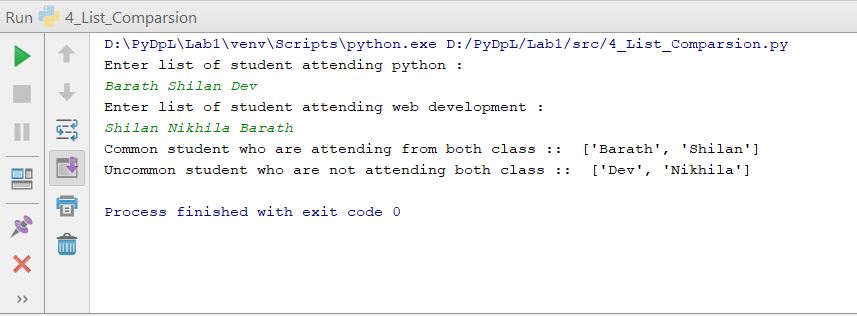 Run 4_List_Comparsion
D:\PyDpL\Lab1\venv\Scripts\python.exe D:/PyDpL/Lab1/src/4_List_Comparsion.py
Enter list of student attending python :
Barath Shilan Dev
Enter list of student attending web development :
Shilan Nikhila Barath
Common student who are attending from both class ::  ['Barath', 'Shilan']
Uncommon student who are not attending both class ::  ['Dev', 'Nikhila']
Process finished with exit code 0